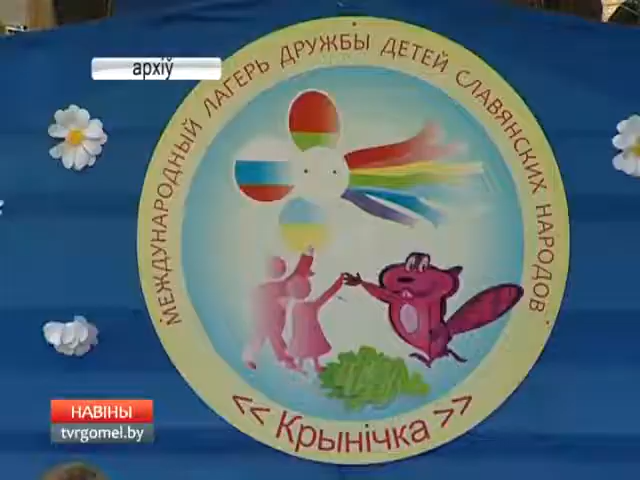 архіў
МЕЖДУНАРОДНЫЙ ЛАГЕРЬ ДРУЖБЫ ДЕТЕЙ СЛАВЯНСКИХ НАРОДОВ
<< Крынічка >>
НАВІНЫ
tvrgomel.by